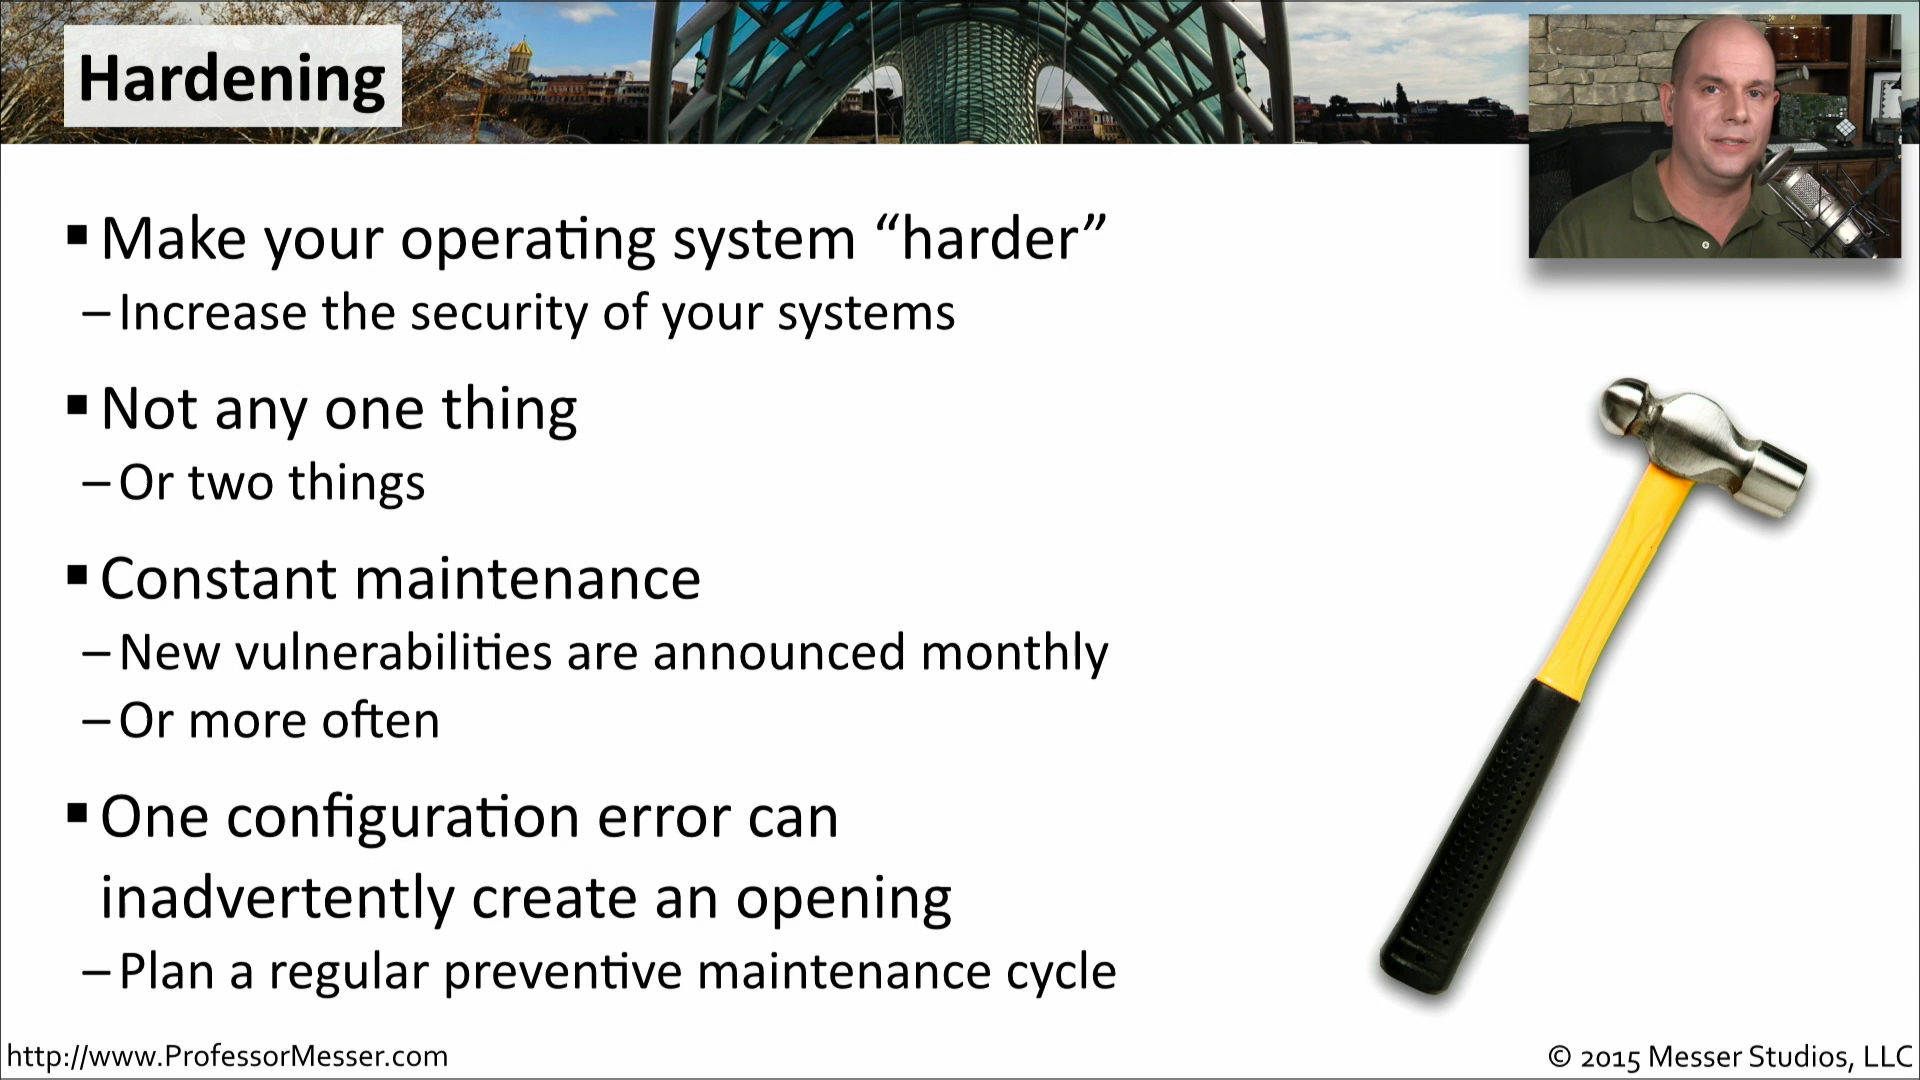 Hardening
▪ Make your operating system “harder”
– Increase the security of your systems
▪ Not any one thing
– Or two things
▪ Constant maintenance
– New vulnerabilities are announced monthly
– Or more often
▪ One configuration error can
inadvertently create an opening
– Plan a regular preventive maintenance cycle
http://www.ProfessorMesser.com
© 2015 Messer Studios, LLC